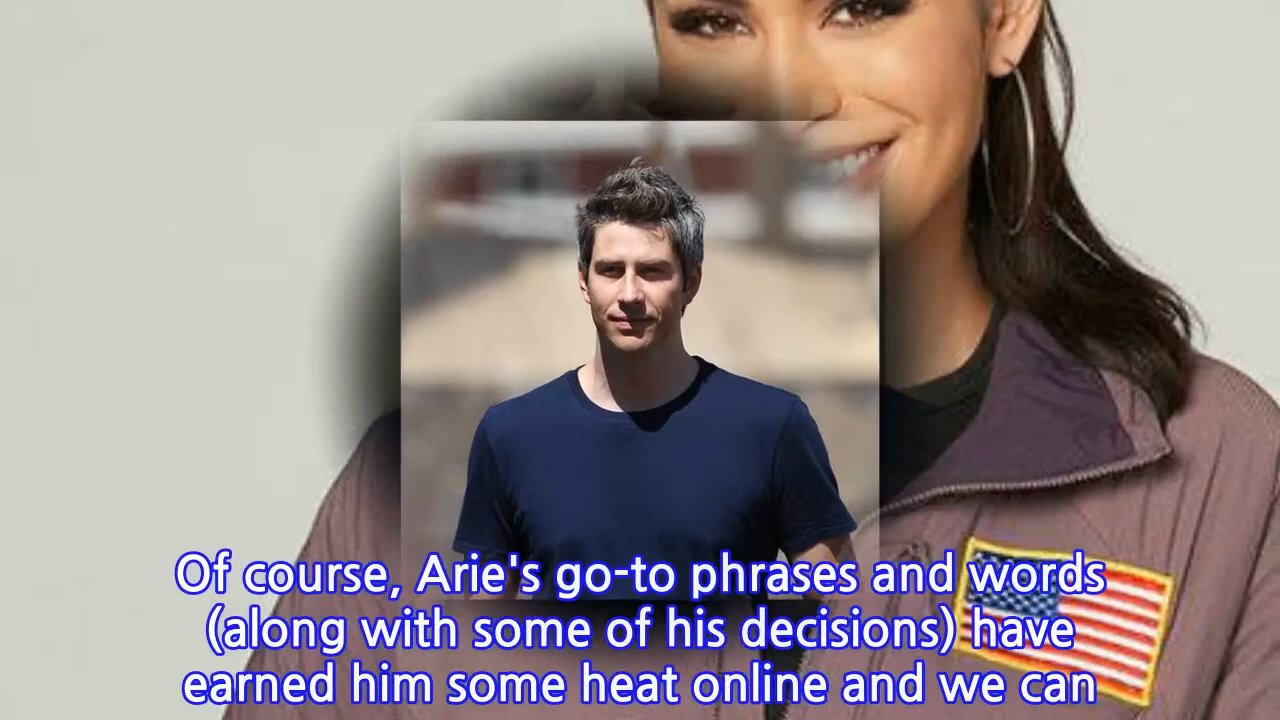 Of course, Arie's go-to phrases and words
(along with some of his decisions) have
earned him some heat online and we can